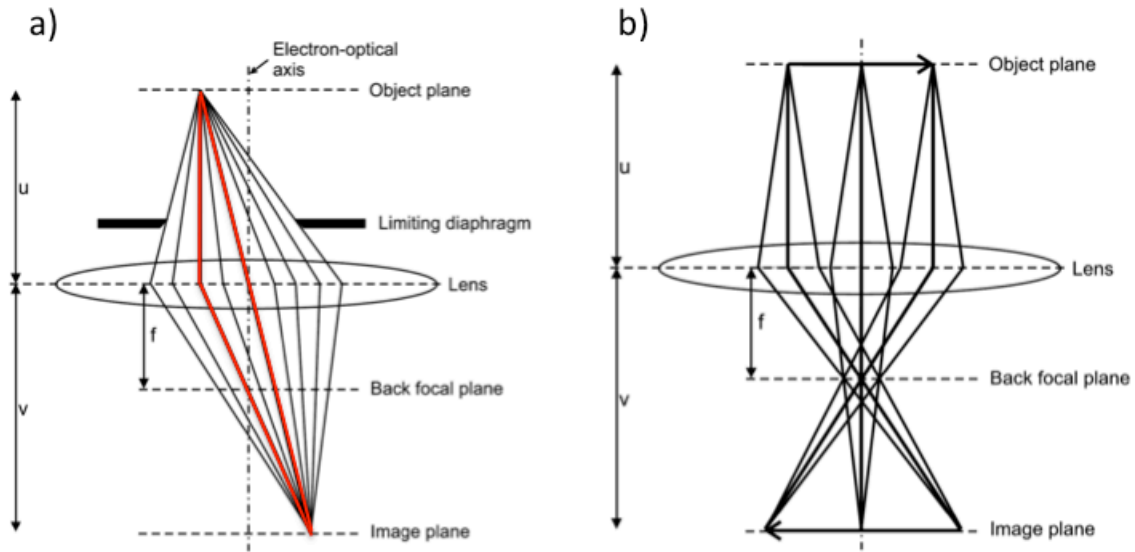 a)
Electron-optical
axis
Object plane
u
Limiting diaphragm
Lens
f
Back focal plane
v
Image plane
b)
Object plane
u
Lens
f
Back focal plane
v
Image plane